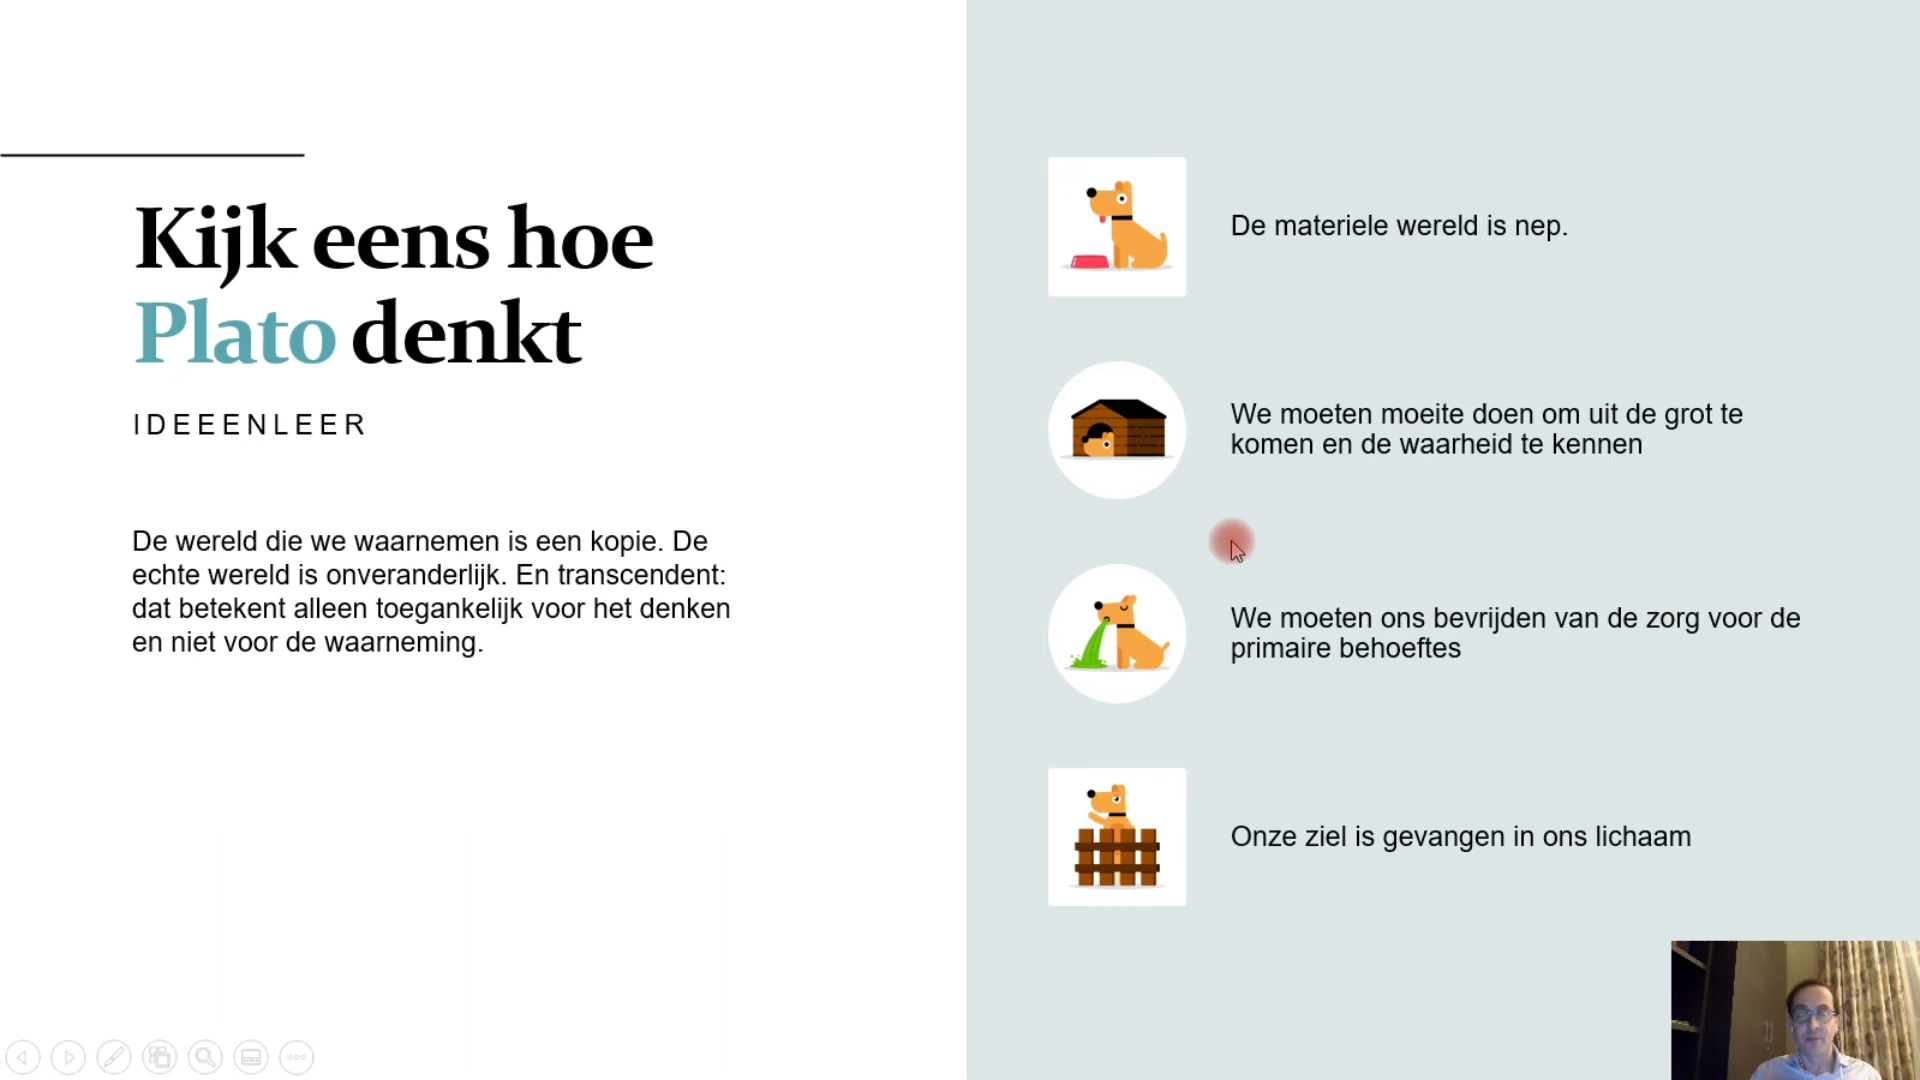 Kijk eens hoe
Plato denkt
IDEEENLEER
De wereld die we waarnemen is een kopie. De
echte wereld is onveranderlijk. En transcendent:
dat betekent alleen toegankelijk voor het denken
en niet voor de waarneming.
De materiele wereld is nep.
We moeten moeite doen om uit de grot te
komen en de waarheid te kennen
We moeten ons bevrijden van de zorg voor de
primaire behoeftes
Onze ziel is gevangen in ons lichaam